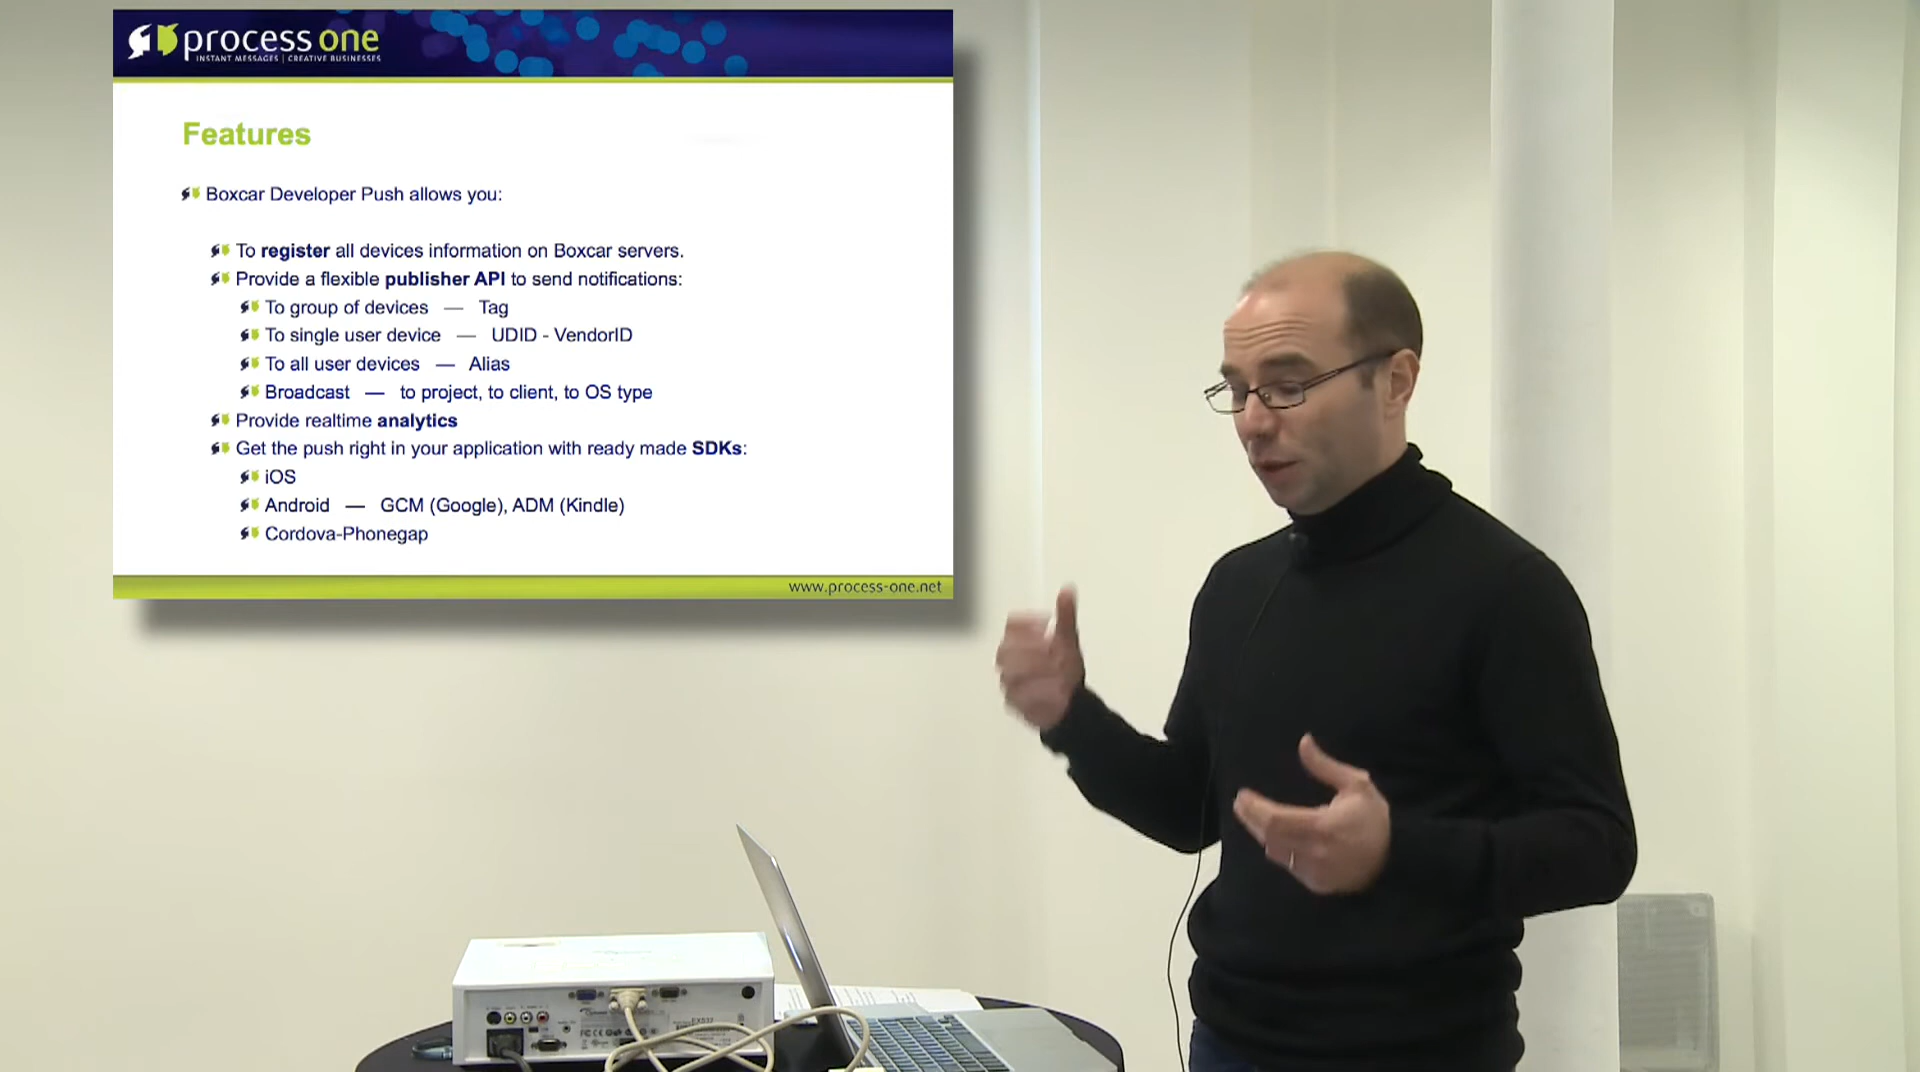 process one
INSTANT MESSAGES | CREATIVE BUSINESSES
Features
Boxcar Developer Push allows you:
To register all devices information on Boxcar servers.
Provide a flexible publisher API to send notifications:
To group of devices — Tag
To single user device — UDID - VendorID
To all user devices — Alias
Broadcast — to project, to client, to OS type
Provide realtime analytics
Get the push right in your application with ready made SDKs:
iOS
Android — GCM (Google), ADM (Kindle)
Cordova-Phonegap
www.process-one.net
EX532